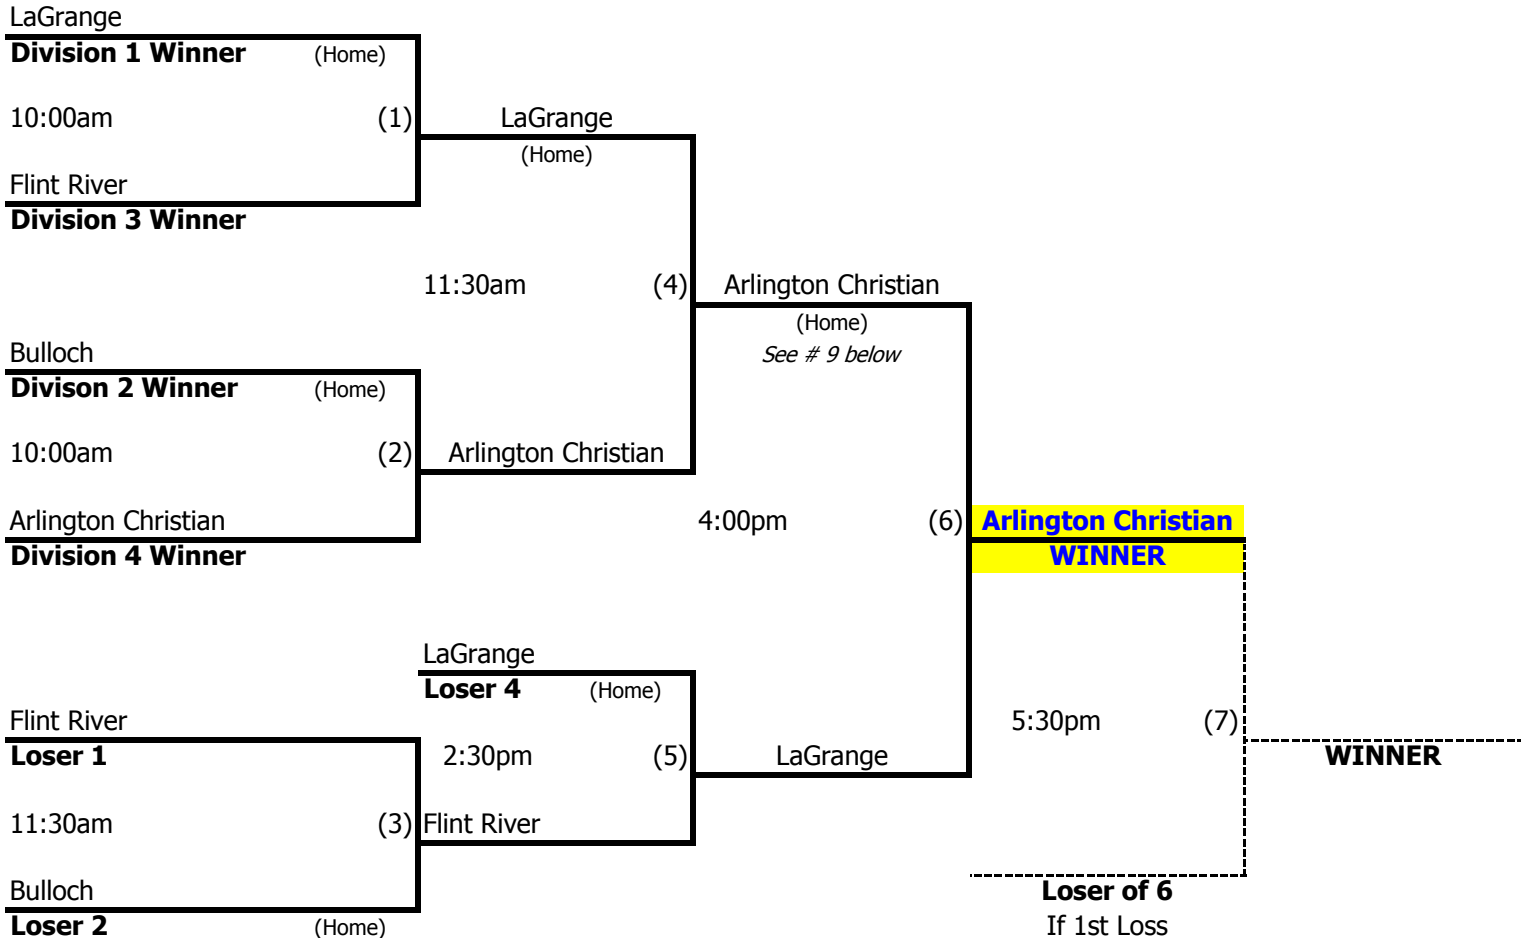 LaGrange
Division 1 Winner (Home)
10:00am (1) LaGrange
(Home)
Flint River
Division 3 Winner
11:30am (4) Arlington Christian
(Home)
Bulloch See # 9 below
Divison 2 Winner (Home)
10:00am (2) Arlington Christian
Arlington Christian 4:00pm (6) Arlington Christian
Division 4 Winner WINNER
LaGrange
Loser 4 (Home)
Flint River 5:30pm (7)
Loser 1 2:30pm (5) LaGrange WINNER
11:30am (3) Flint River
Bulloch Loser of 6
Loser 2 (Home) If 1st Loss